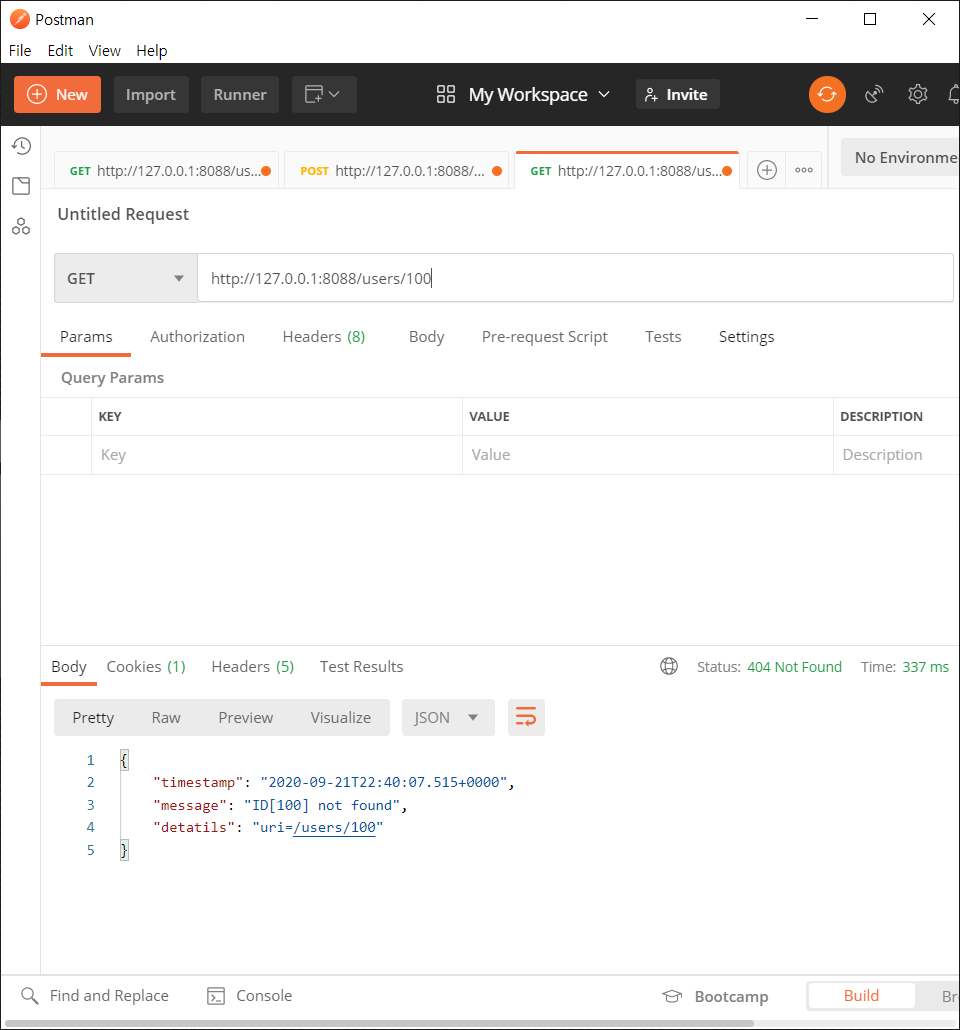 Postman
File Edit View Help
New Import Runner My Workspace Invite
GET http://127.0.0.1:8088/us... POST http://127.0.0.1:8088/... GET http://127.0.0.1:8088/us... No Environme
Untitled Request
GET http://127.0.0.1:8088/users/100
Params Authorization Headers (8) Body Pre-request Script Tests Settings
Query Params
KEY VALUE DESCRIPTION
Key Value Description
Body Cookies (1) Headers (5) Test Results Status: 404 Not Found Time: 337 ms
Pretty Raw Preview Visualize JSON
1 {
2 "timestamp": "2020-09-21T22:40:07.515+0000",
3 "message": "ID[100] not found",
4 "detatils": "uri=/users/100"
5 }
Find and Replace Console Bootcamp Build Br